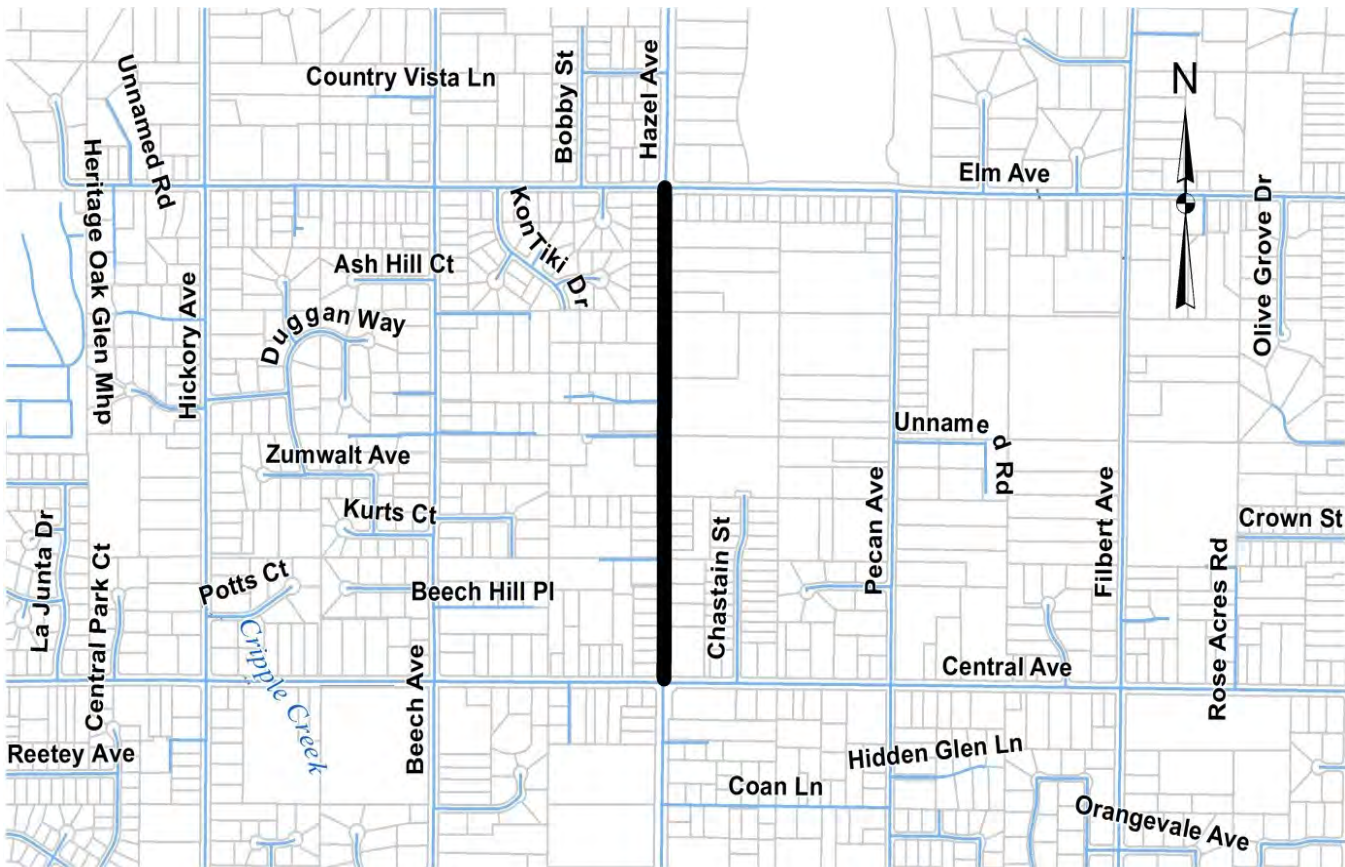 Country Vista Ln
Bobby St
Hazel Ave
N
Unnamed Rd
Heritage Oak Glen Mhp
Elm Ave
Olive Grove Dr
KonTiki Dr
Ash Hill Ct
Hickory Ave
Duggan Way
Unnamed Rd
Zumwalt Ave
Pecan Ave
Filbert Ave
Kurts Ct
Crown St
La Junta Dr
Central Park Ct
Chastain St
Rose Acres Rd
Potts Ct
Beech Hill Pl
Cripple Creek
Beech Ave
Central Ave
Reetey Ave
Hidden Glen Ln
Coan Ln
Orangevale Ave